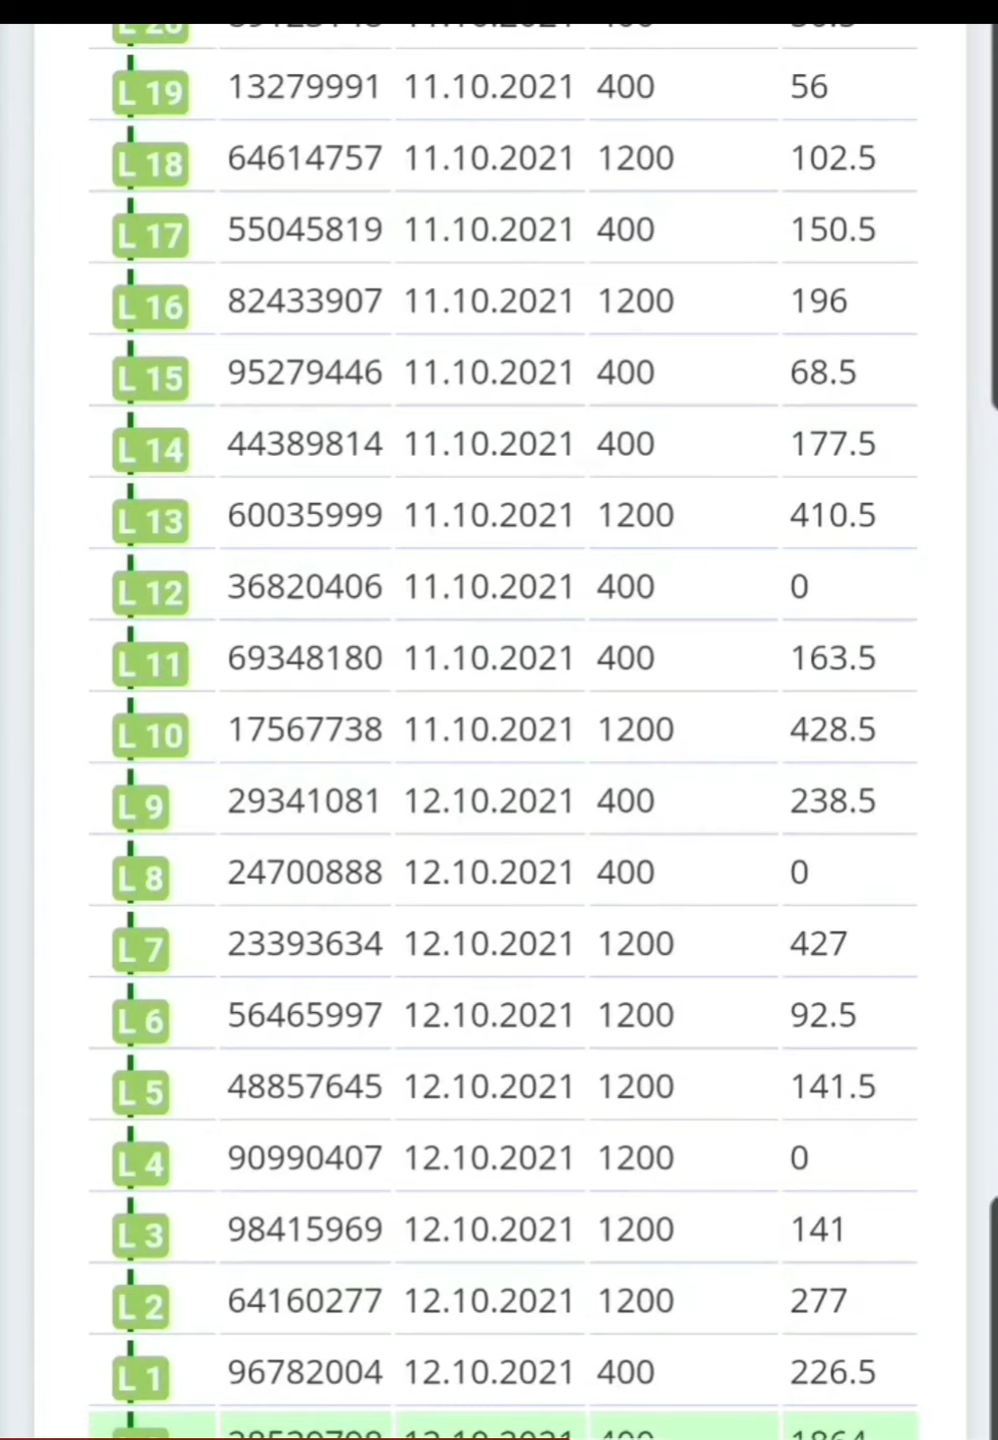 L 19 13279991 11.10.2021 400 56
L 18 64614757 11.10.2021 1200 102.5
L 17 55045819 11.10.2021 400 150.5
L 16 82433907 11.10.2021 1200 196
L 15 95279446 11.10.2021 400 68.5
L 14 44389814 11.10.2021 400 177.5
L 13 60035999 11.10.2021 1200 410.5
L 12 36820406 11.10.2021 400 0
L 11 69348180 11.10.2021 400 163.5
L 10 17567738 11.10.2021 1200 428.5
L 9 29341081 12.10.2021 400 238.5
L 8 24700888 12.10.2021 400 0
L 7 23393634 12.10.2021 1200 427
L 6 56465997 12.10.2021 1200 92.5
L 5 48857645 12.10.2021 1200 141.5
L 4 90990407 12.10.2021 1200 0
L 3 98415969 12.10.2021 1200 141
L 2 64160277 12.10.2021 1200 277
L 1 96782004 12.10.2021 400 226.5